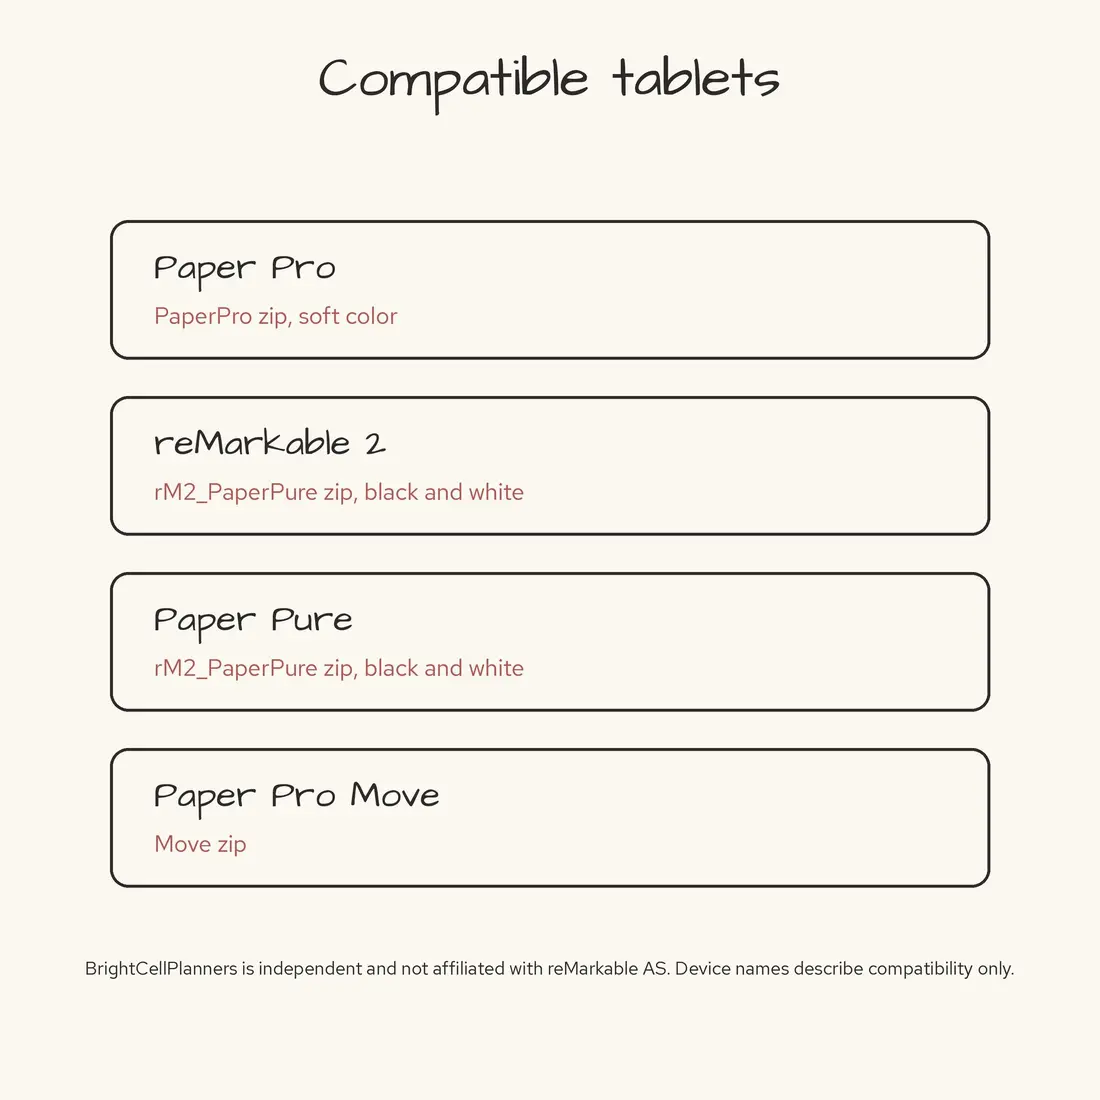 Compatible tablets
Paper Pro
PaperPro zip, soft color
reMarkable 2
rM2_PaperPure zip, black and white
Paper Pure
rM2_PaperPure zip, black and white
Paper Pro Move
Move zip
BrightCellPlanners is independent and not affiliated with reMarkable AS. Device names describe compatibility only.